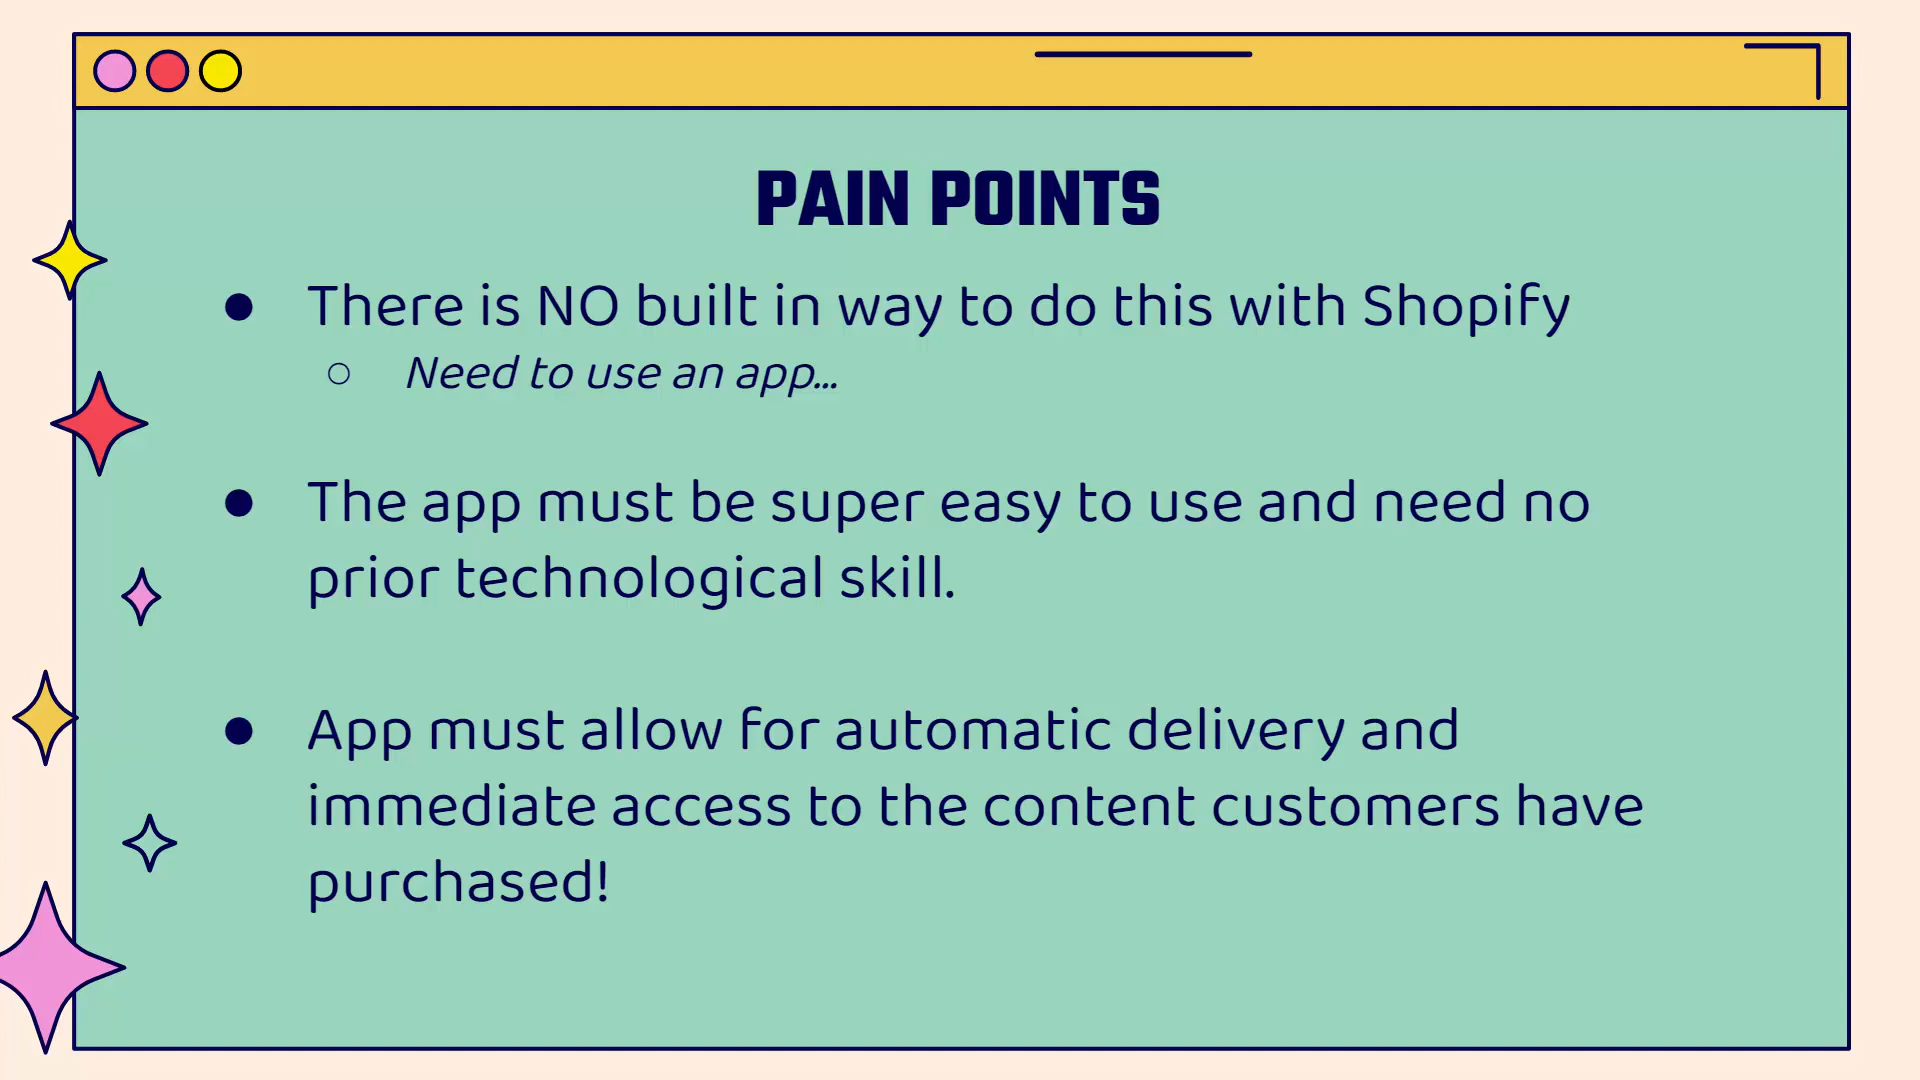 PAIN POINTS
● There is NO built in way to do this with Shopify
○ Need to use an app...
● The app must be super easy to use and need no
prior technological skill.
● App must allow for automatic delivery and
immediate access to the content customers have
purchased!